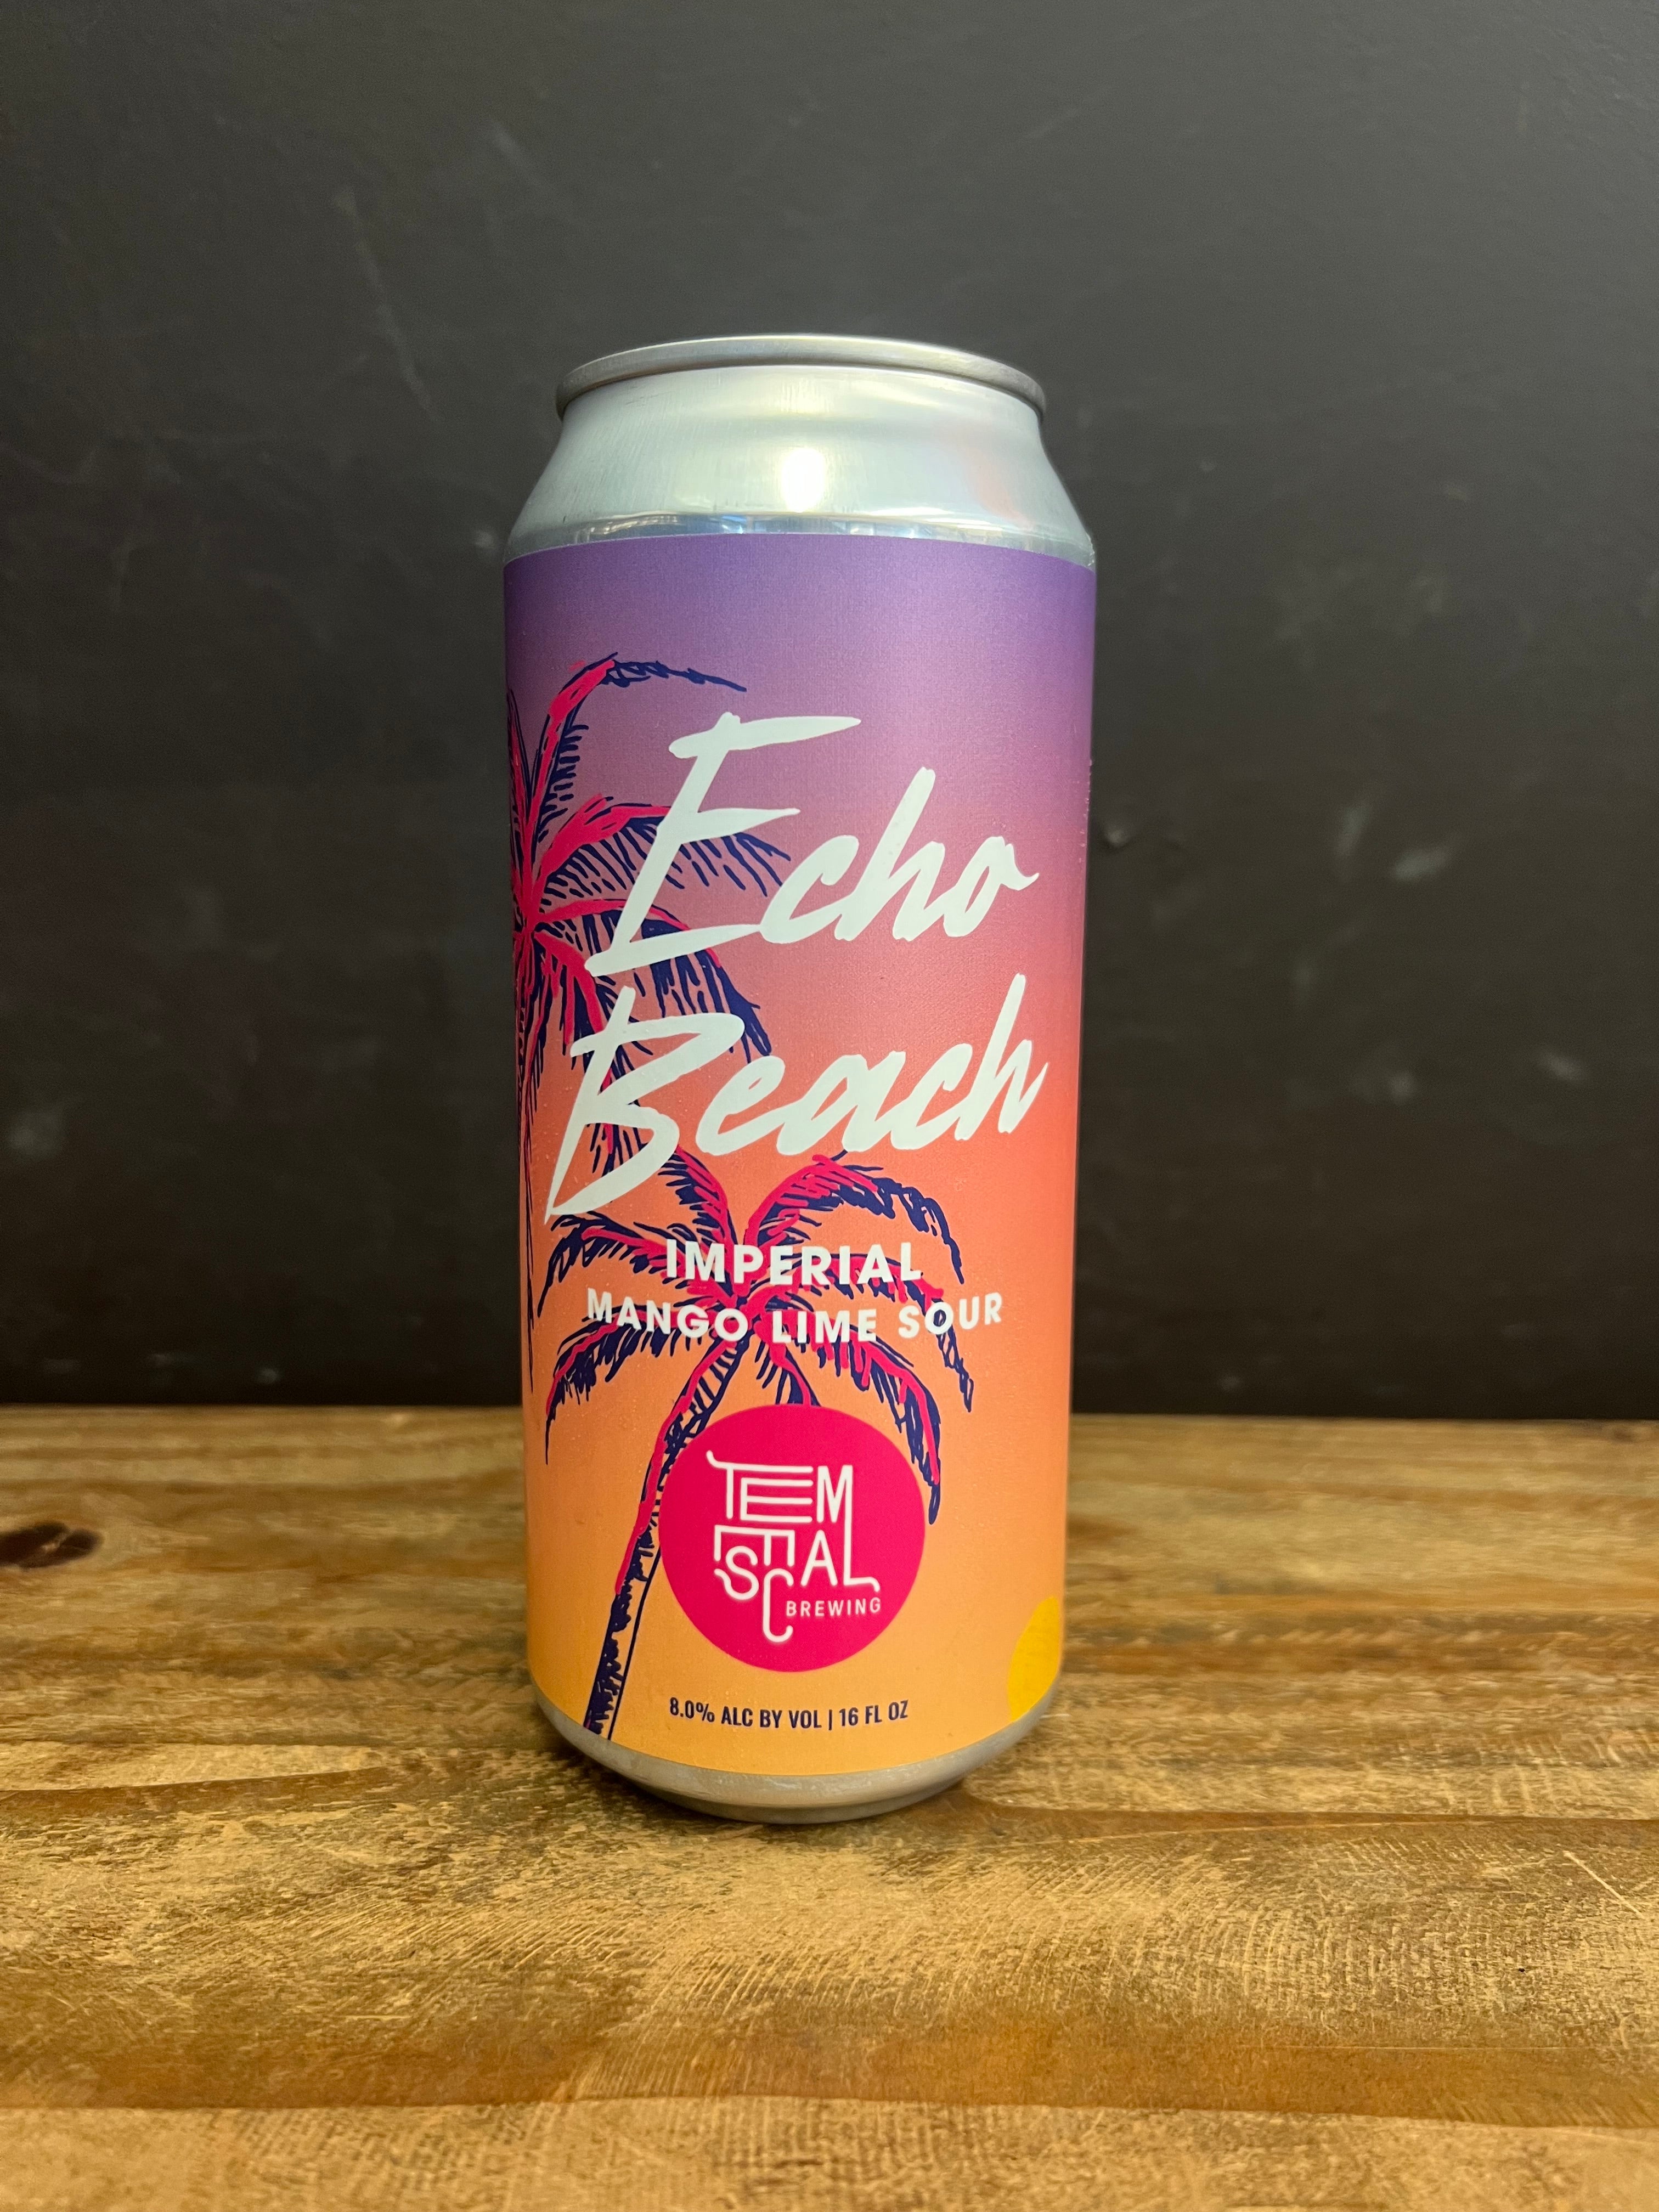 Echo
Beach
IMPERIAL
MANGO LIME SOUR
TEMESCAL
BREWING
8.0% ALC BY VOL | 16 FL OZ